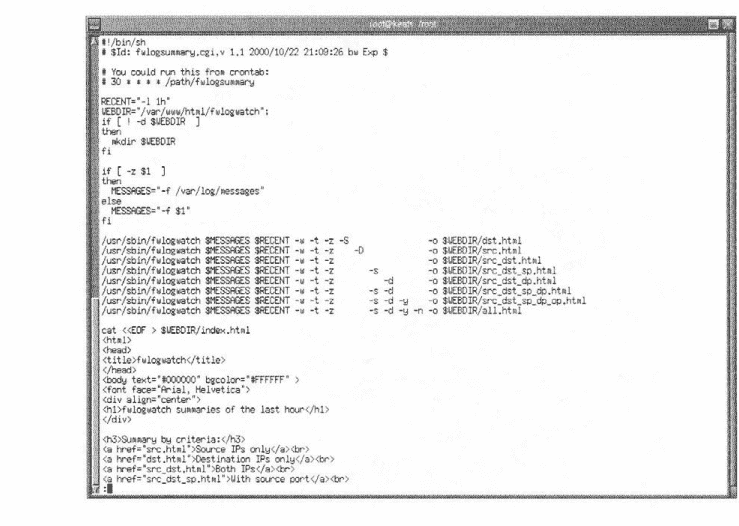 root@kerash: /root
#!/bin/sh
# $Id: fwlogsummary.cgi,v 1.1 2000/10/22 21:09:26 bw Exp $
# You could run this from crontab:
# 30 * * * * /path/fwlogsummary
RECENT="-l 1h"
WEBDIR="/var/www/html/fwlogwatch";
if [ ! -d $WEBDIR  ]
then
  mkdir $WEBDIR
fi
if [ -z $1  ]
then
  MESSAGES="-f /var/log/messages"
else
  MESSAGES="-f $1"
fi
/usr/sbin/fwlogwatch $MESSAGES $RECENT -w -t -z -S -o $WEBDIR/dst.html
/usr/sbin/fwlogwatch $MESSAGES $RECENT -w -t -z -D -o $WEBDIR/src.html
/usr/sbin/fwlogwatch $MESSAGES $RECENT -w -t -z -o $WEBDIR/src_dst.html
/usr/sbin/fwlogwatch $MESSAGES $RECENT -w -t -z -s -o $WEBDIR/src_dst_sp.html
/usr/sbin/fwlogwatch $MESSAGES $RECENT -w -t -z -d -o $WEBDIR/src_dst_dp.html
/usr/sbin/fwlogwatch $MESSAGES $RECENT -w -t -z -s -d -o $WEBDIR/src_dst_sp_dp.html
/usr/sbin/fwlogwatch $MESSAGES $RECENT -w -t -z -s -d -y -o $WEBDIR/src_dst_sp_dp_op.html
/usr/sbin/fwlogwatch $MESSAGES $RECENT -w -t -z -s -d -y -n -o $WEBDIR/all.html
cat <<EOF > $WEBDIR/index.html
<html>
<head>
<title>fwlogwatch</title>
</head>
<body text="#000000" bgcolor="#FFFFFF" >
<font face="Arial, Helvetica">
<div align="center">
<h1>fwlogwatch summaries of the last hour</h1>
</div>
<h3>Summary by criteria:</h3>
<a href="src.html">Source IPs only</a><br>
<a href="dst.html">Destination IPs only</a><br>
<a href="src_dst.html">Both IPs</a><br>
<a href="src_dst_sp.html">With source port</a><br>
: